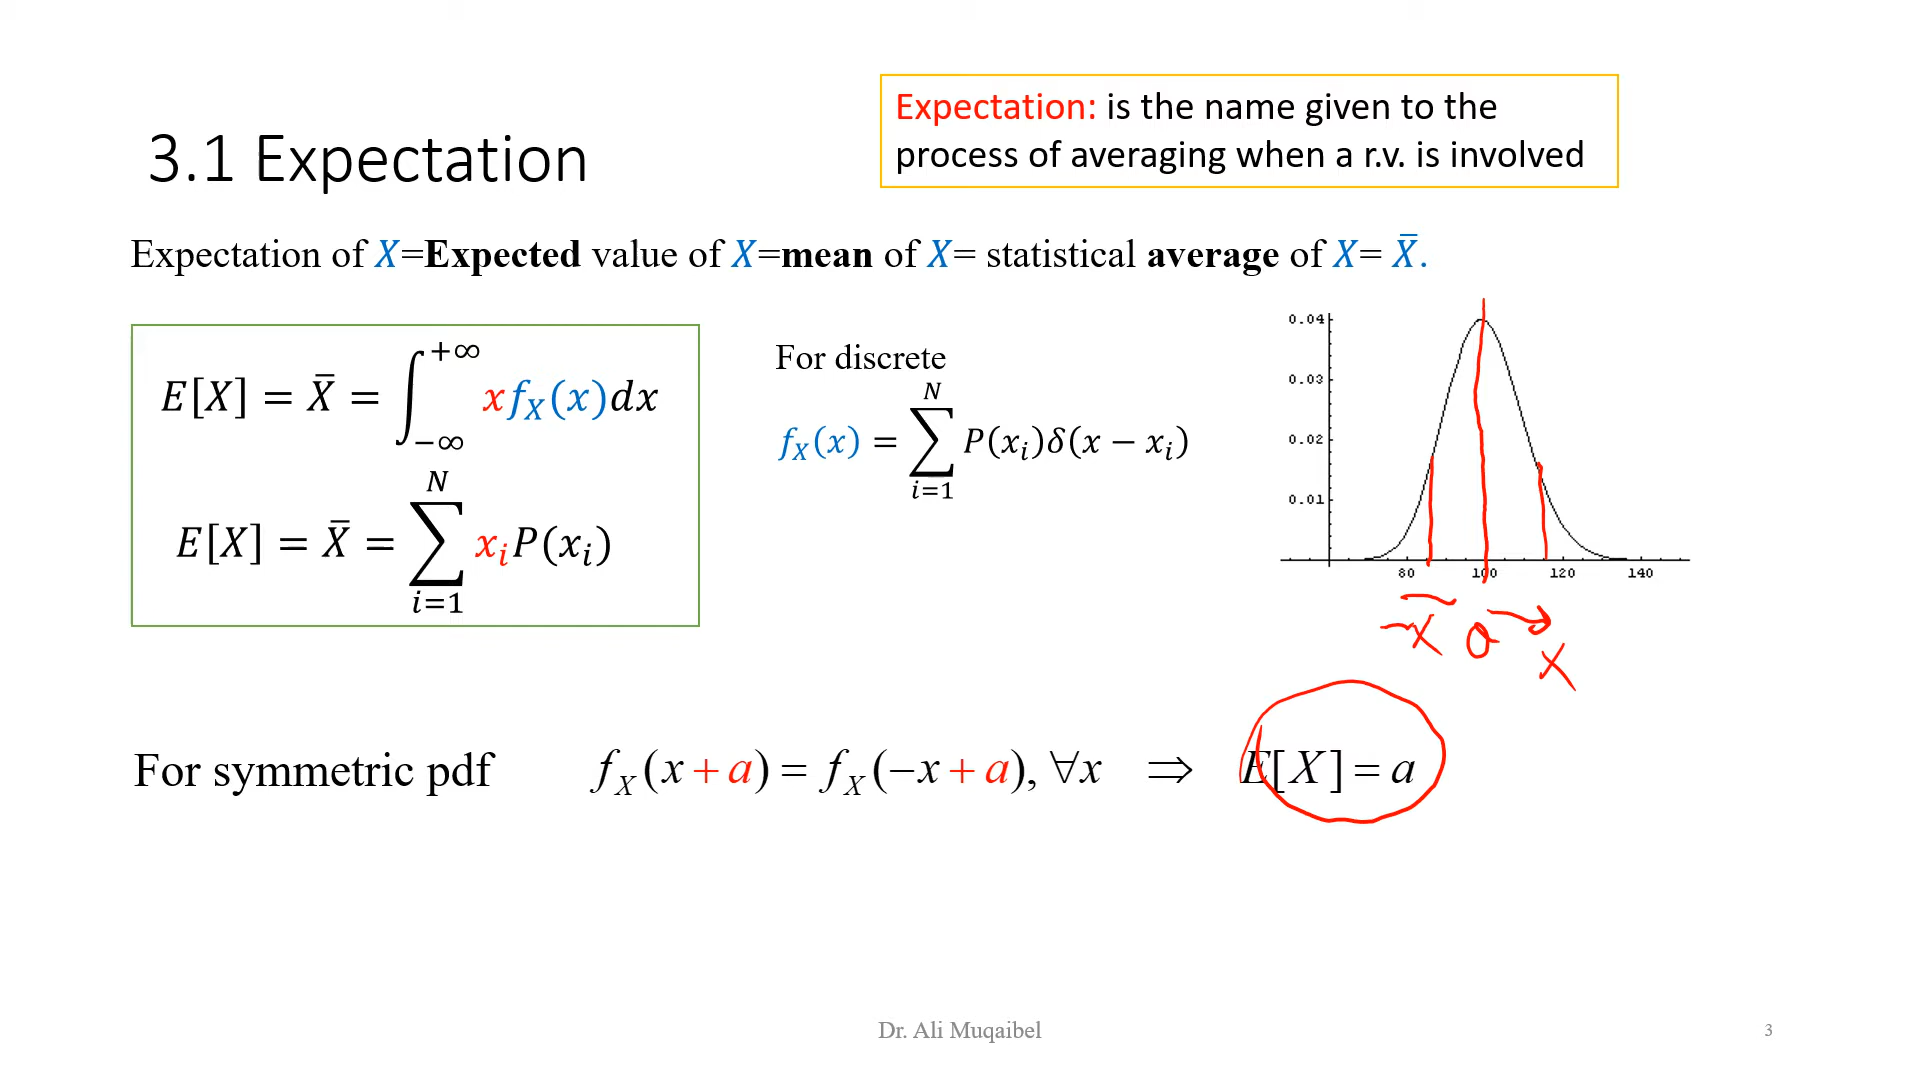 Expectation: is the name given to the
process of averaging when a r.v. is involved
3.1 Expectation
Expectation of X=Expected value of X=mean of X= statistical average of X= X̄.
E[X] = X̄ = ∫_{−∞}^{+∞} x f_X(x)dx
E[X] = X̄ = ∑_{i=1}^{N} x_i P(x_i)
For discrete
f_X(x) = ∑_{i=1}^{N} P(x_i)δ(x − x_i)
0.04
0.03
0.02
0.01
80 100 120 140
-x a x
For symmetric pdf f_X(x + a) = f_X(−x + a), ∀x ⇒ E[X] = a
Dr. Ali Muqaibel
3